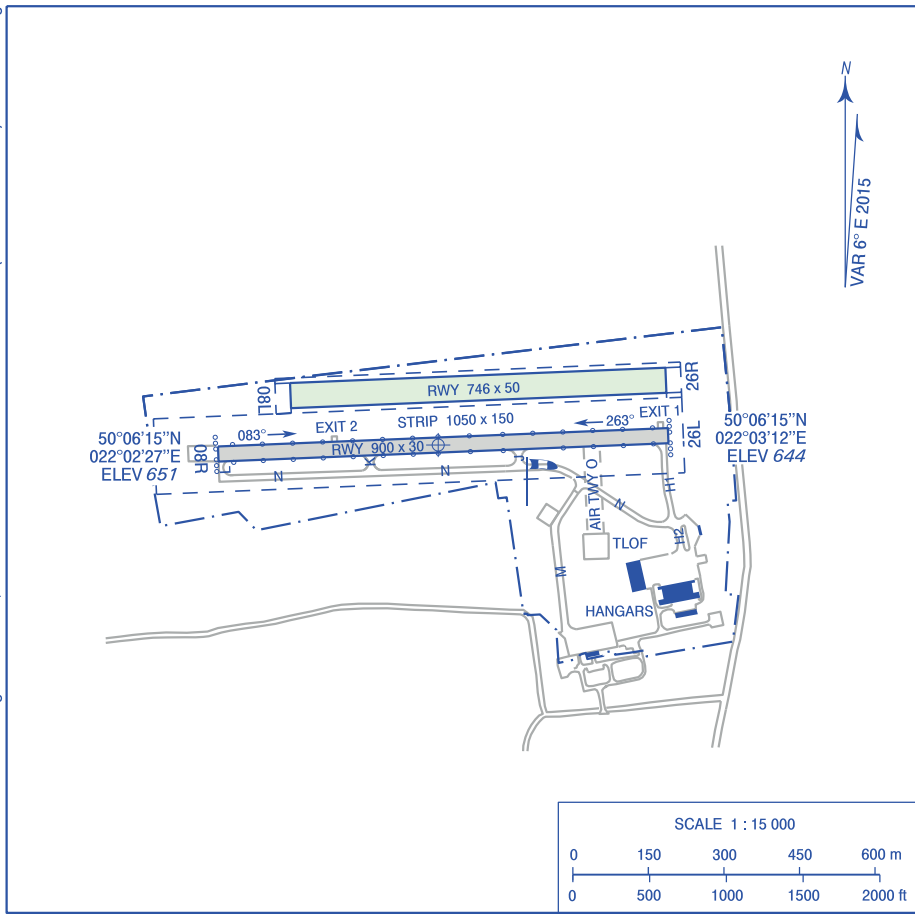 N
VAR 6° E 2015
08L
RWY 746 x 50
26R
STRIP 1050 x 150
EXIT 2
EXIT 1
083°
263°
50°06'15''N
022°02'27''E
ELEV 651
08R
RWY 900 x 30
26L
50°06'15''N
022°03'12''E
ELEV 644
N
N
N
AIR TWY O
H1
H2
TLOF
M
HANGARS
SCALE 1 : 15 000
0 150 300 450 600 m
0 500 1000 1500 2000 ft